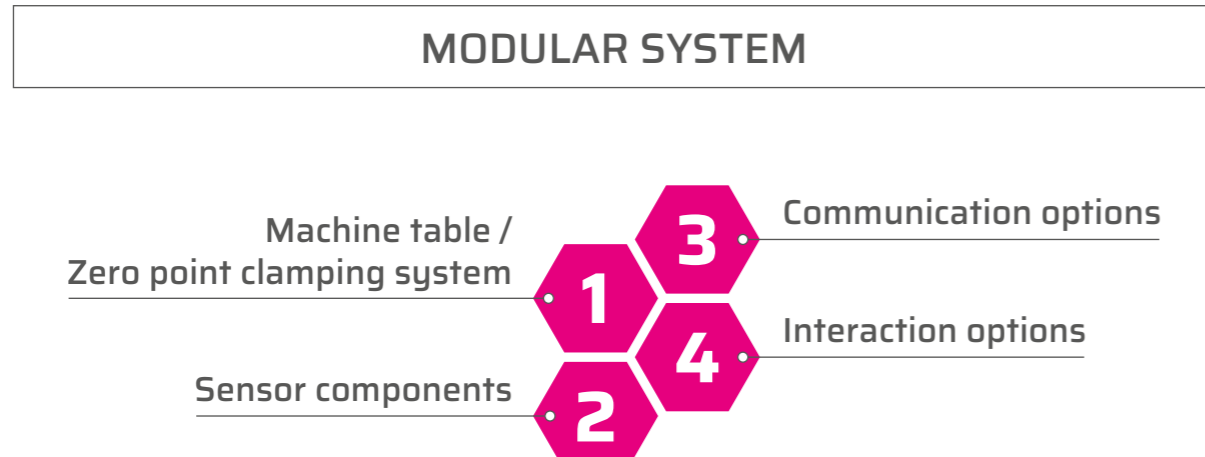 MODULAR SYSTEM
Machine table /
Zero point clamping system
1
Sensor components
2
3
Communication options
4
Interaction options